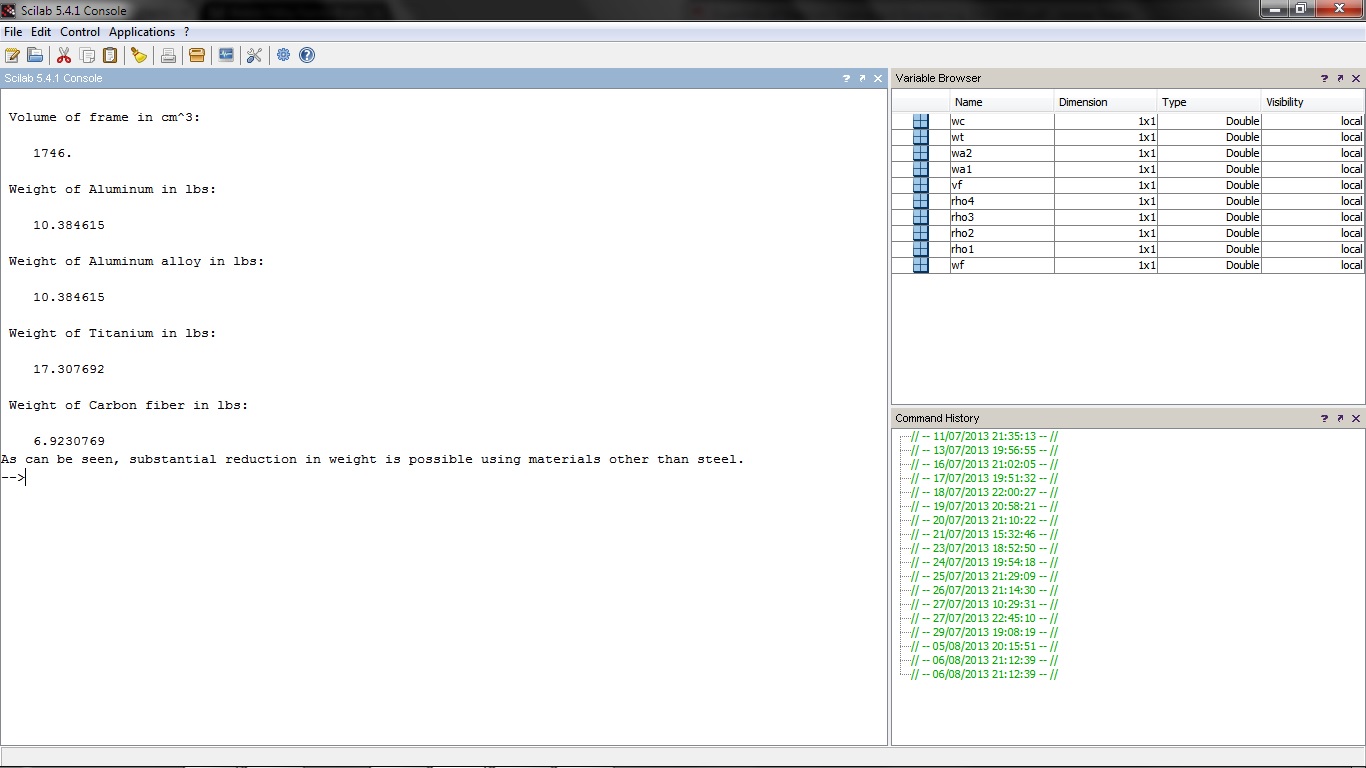 Scilab 5.4.1 Console
File Edit Control Applications ?
Scilab 5.4.1 Console
Volume of frame in cm^3:
1746.
Weight of Aluminum in lbs:
10.384615
Weight of Aluminum alloy in lbs:
10.384615
Weight of Titanium in lbs:
17.307692
Weight of Carbon fiber in lbs:
6.9230769
As can be seen, substantial reduction in weight is possible using materials other than steel.
-->
Variable Browser
Name Dimension Type Visibility
wc 1x1 Double local
wt 1x1 Double local
wa2 1x1 Double local
wa1 1x1 Double local
vf 1x1 Double local
rho4 1x1 Double local
rho3 1x1 Double local
rho2 1x1 Double local
rho1 1x1 Double local
wf 1x1 Double local
Command History
// -- 11/07/2013 21:35:13 -- //
// -- 13/07/2013 19:56:55 -- //
// -- 16/07/2013 21:02:05 -- //
// -- 17/07/2013 19:51:32 -- //
// -- 18/07/2013 22:00:27 -- //
// -- 19/07/2013 20:58:21 -- //
// -- 20/07/2013 21:10:22 -- //
// -- 21/07/2013 15:32:46 -- //
// -- 23/07/2013 18:52:50 -- //
// -- 24/07/2013 19:54:18 -- //
// -- 25/07/2013 21:29:09 -- //
// -- 26/07/2013 21:14:30 -- //
// -- 27/07/2013 10:29:31 -- //
// -- 27/07/2013 22:45:10 -- //
// -- 29/07/2013 19:08:19 -- //
// -- 05/08/2013 20:15:51 -- //
// -- 06/08/2013 21:12:39 -- //
// -- 06/08/2013 21:12:39 -- //